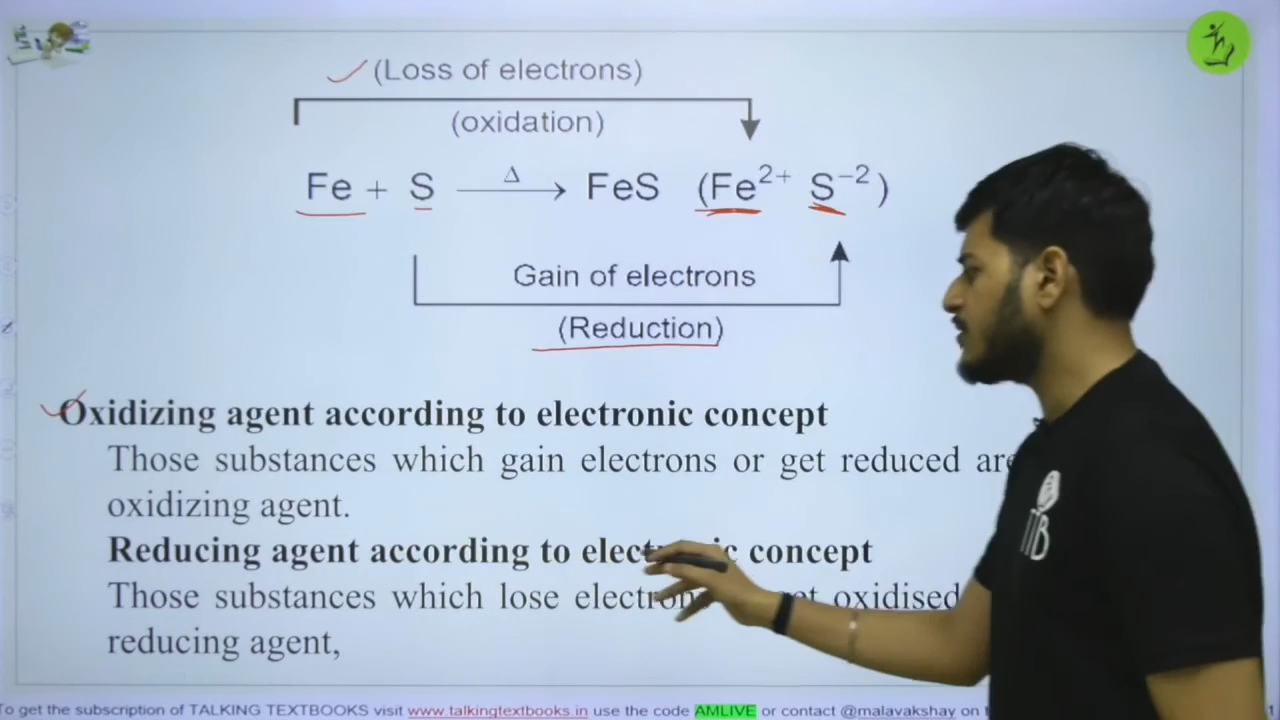 (Loss of electrons)
(oxidation)
Fe + S —Δ→ FeS (Fe²⁺ S⁻²)
Gain of electrons
(Reduction)
Oxidizing agent according to electronic concept
Those substances which gain electrons or get reduced are
oxidizing agent.
Reducing agent according to concept
Those substances which lose oxidised
reducing agent,
IIB
To get the subscription of TALKING TEXTBOOKS visit www.talkingtextbooks.in use the code AMLIVE or contact @malavakshay on